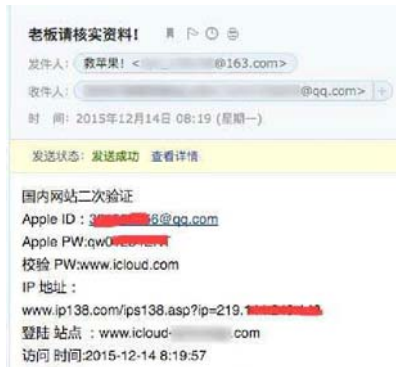 老板请核实资料!
发件人: 救苹果! < @163.com>
收件人: @qq.com>
时 间: 2015年12月14日 08:19 (星期一)
发送状态: 发送成功 查看详情
国内网站二次验证
Apple ID : 6@qq.com
Apple PW:qw
校验 PW:www.icloud.com
IP 地址 :
www.ip138.com/ips138.asp?ip=219.
登陆 站点 : www.icloud- .com
访问 时间:2015-12-14 8:19:57